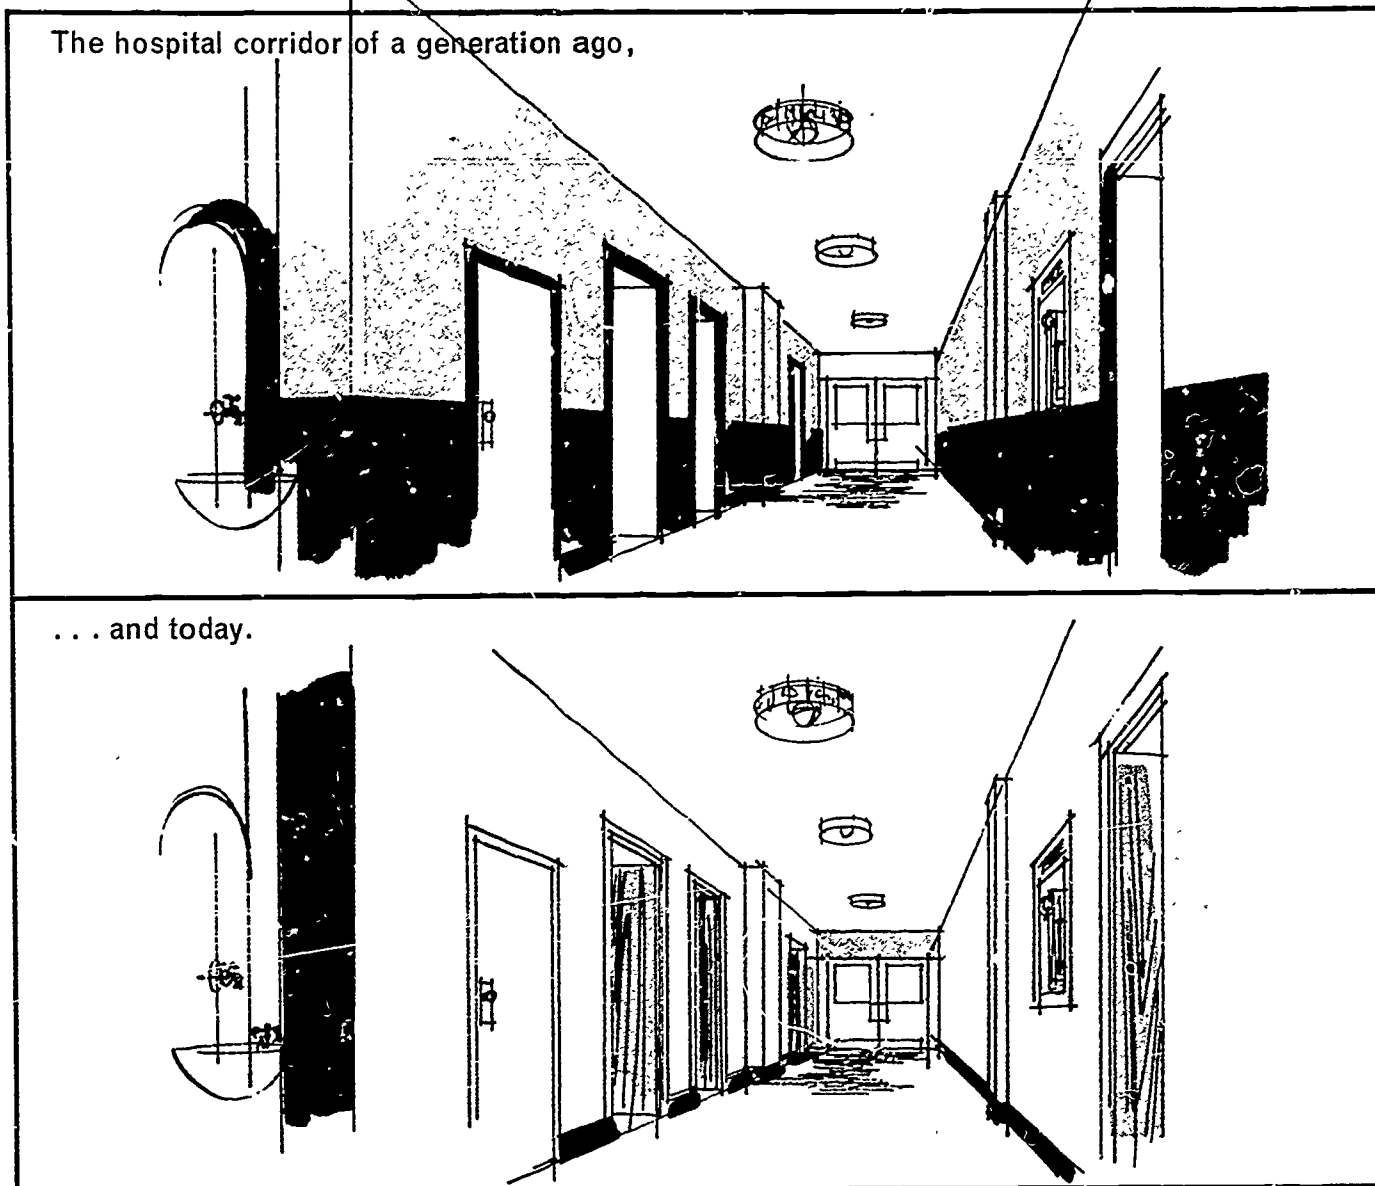 The hospital corridor of a generation ago,
. . . and today.